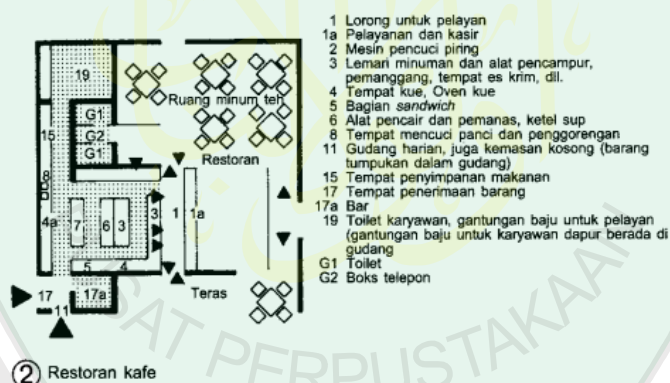 19
G1
G2
G1
15
8
4a
7
6
3
3
1
1a
5
4
17
17a
11
Ruang minum teh
Restoran
Teras
1 Lorong untuk pelayan
1a Pelayanan dan kasir
2 Mesin pencuci piring
3 Lemari minuman dan alat pencampur,
pemanggang, tempat es krim, dll.
4 Tempat kue, Oven kue
5 Bagian sandwich
6 Alat pencair dan pemanas, ketel sup
8 Tempat mencuci panci dan penggorengan
11 Gudang harian, juga kemasan kosong (barang
tumpukan dalam gudang)
15 Tempat penyimpanan makanan
17 Tempat penerimaan barang
17a Bar
19 Toilet karyawan, gantungan baju untuk pelayan
(gantungan baju untuk karyawan dapur berada di
gudang
G1 Toilet
G2 Boks telepon
2 Restoran kafe
AT PERPUSTAKAA